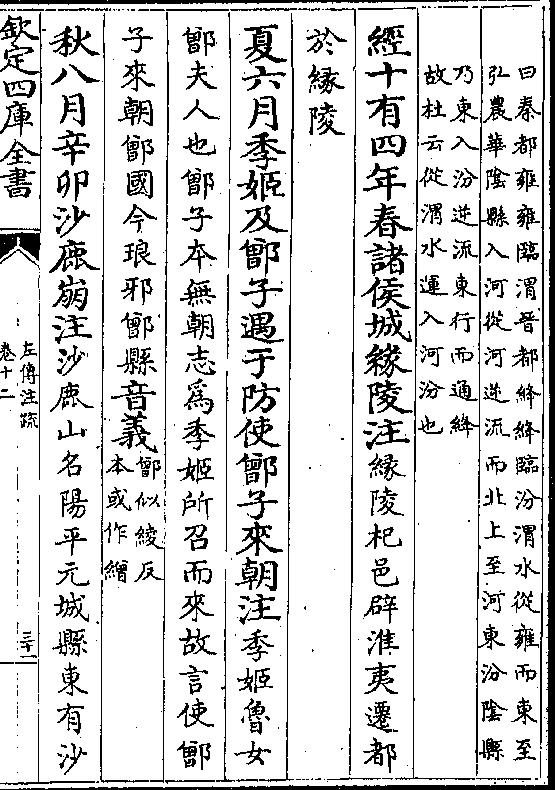 曰秦都雍雍臨渭晉都絳絳臨汾渭水從雍而東至
弘農華陰縣入河從河逆流而北上至河東汾陰縣
乃東入汾逆流東行而通絳
故杜云從渭水運入河汾也
經十有四年春諸侯城緣陵注緣陵杞邑辟淮夷遷都
於緣陵
夏六月季姬及鄫子遇于防使鄫子來朝注季姬魯女
鄫夫人也鄫子本無朝志為季姬所召而來故言使鄫
子來朝鄫國今琅邪鄫縣音義鄫似綾反
本或作繒
秋八月辛卯沙鹿崩注沙鹿山名陽平元城縣東有沙
欽定四庫全書
左傳注疏
卷十二
三十一